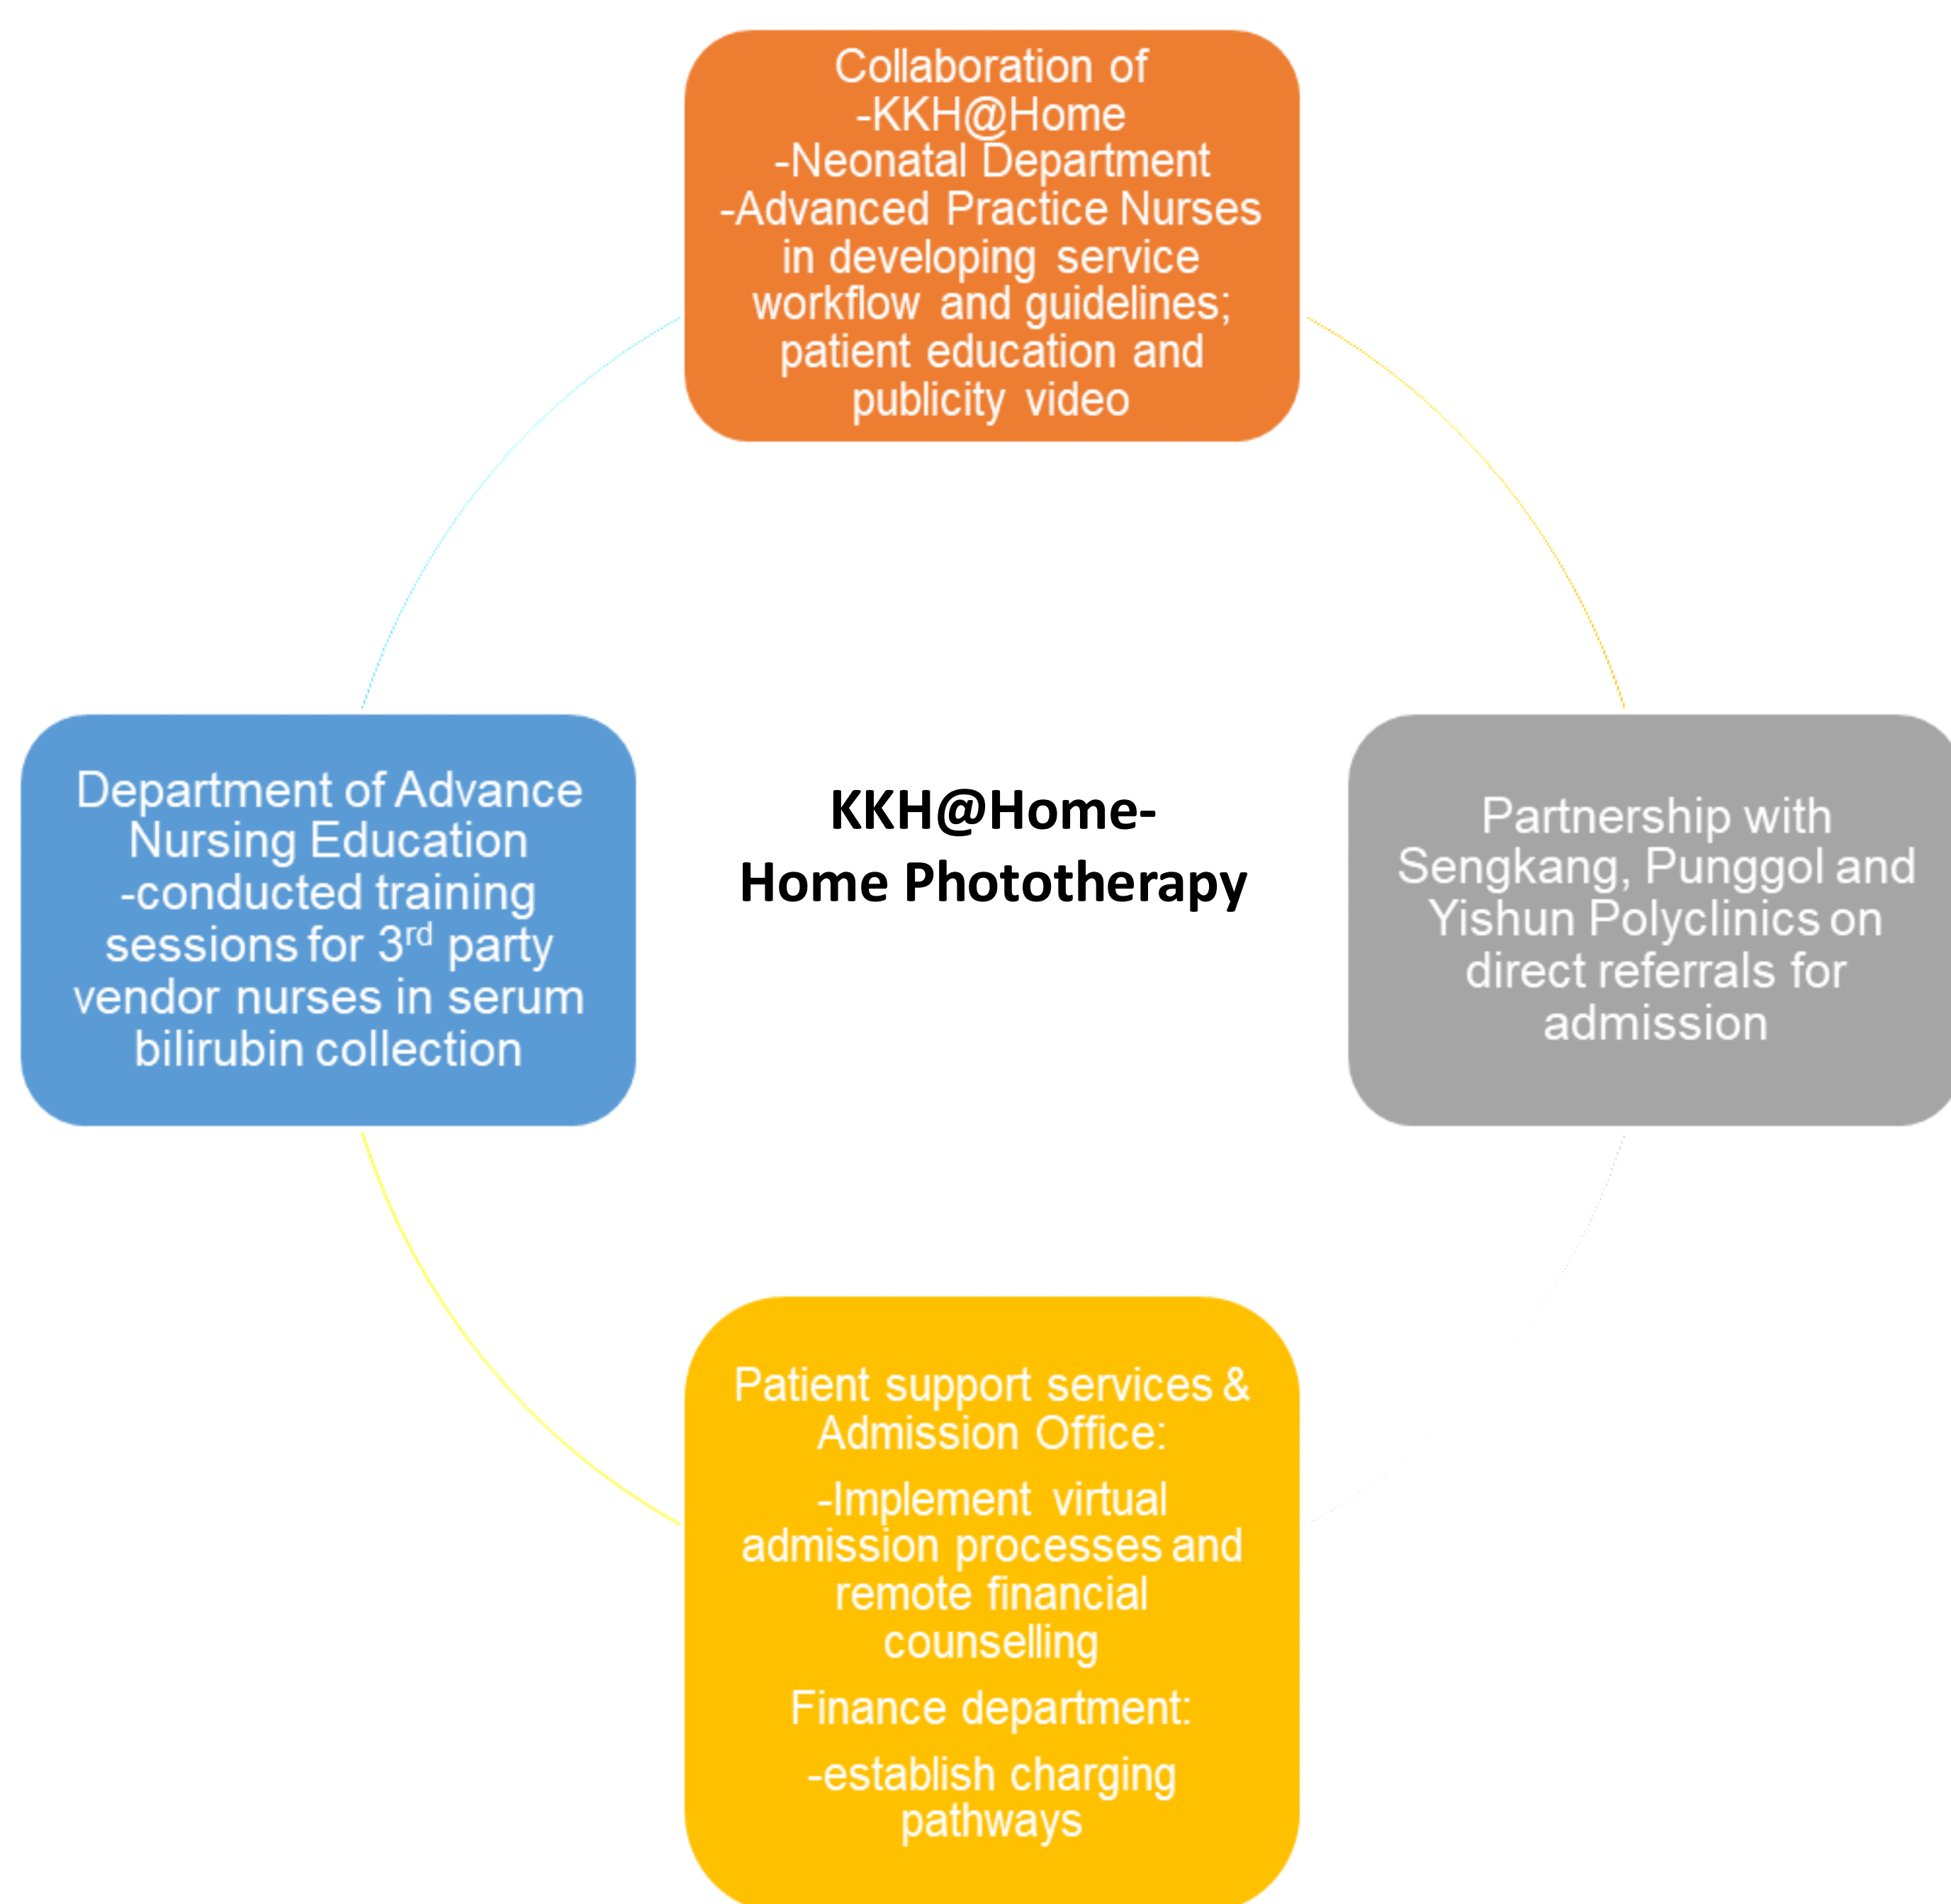 Collaboration of
-KKH@Home
-Neonatal Department
-Advanced Practice Nurses
in developing service
workflow and guidelines;
patient education and
publicity video
Department of Advance
Nursing Education
-conducted training
sessions for 3rd party
vendor nurses in serum
bilirubin collection
KKH@Home-
Home Phototherapy
Partnership with
Sengkang, Punggol and
Yishun Polyclinics on
direct referrals for
admission
Patient support services &
Admission Office:
-Implement virtual
admission processes and
remote financial
counselling
Finance department:
-establish charging
pathways